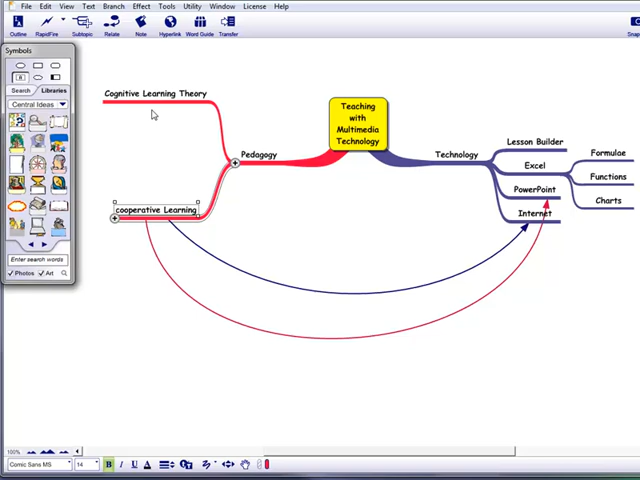 File Edit View Text Branch Effect Tools Utility Window License Help
Outline RapidFire Subtopic Relate Note Hyperlink Word Guide Transfer Snap
Symbols
Search Libraries
Central Ideas
Enter search words
Photos Art
Cognitive Learning Theory
Pedagogy
cooperative Learning
Teaching
with
Multimedia
Technology
Technology
Lesson Builder
Excel
PowerPoint
Internet
Formulae
Functions
Charts
100%
Comic Sans MS 14 B I U A